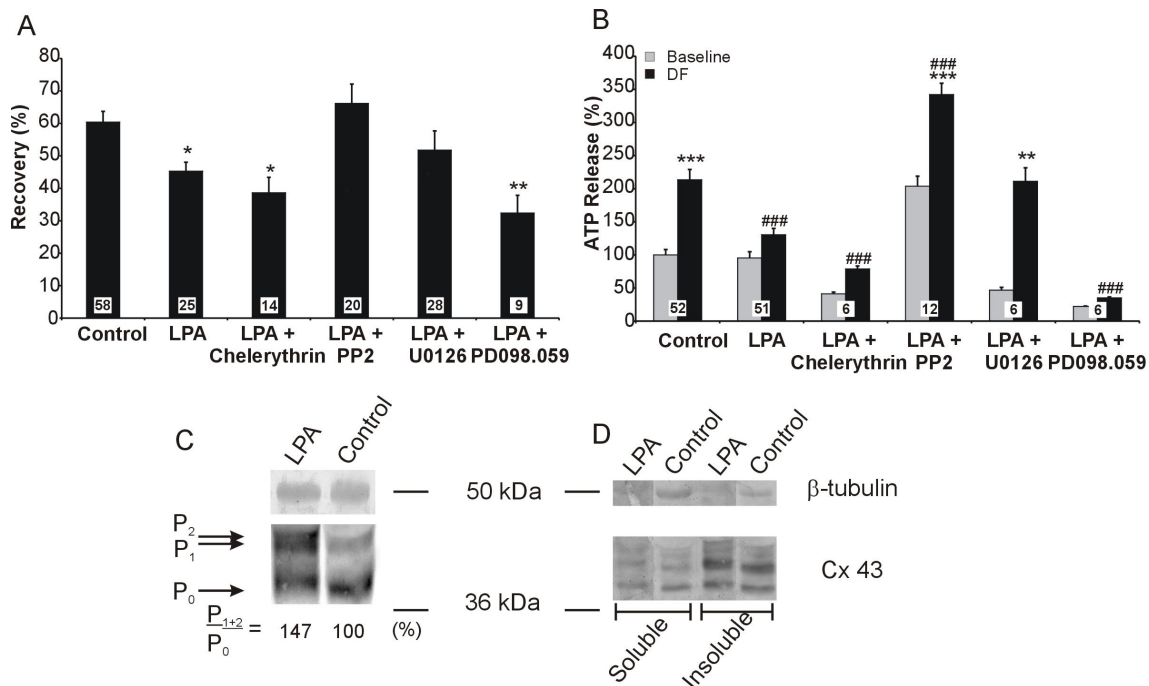 A
Recovery (%)
80
70
60
50
40
30
20
10
0
58
25
14
20
28
9
*
*
**
Control
LPA
LPA +
Chelerythrin
LPA +
PP2
LPA +
U0126
LPA +
PD098.059
B
ATP Release (%)
400
350
300
250
200
150
100
50
0
Baseline
DF
***
###
###
###
***
**
###
52
51
6
12
6
6
Control
LPA
LPA +
Chelerythrin
LPA +
PP2
LPA +
U0126
LPA +
PD098.059
C
LPA
Control
P2
P1
P0
50 kDa
36 kDa
P1+2
P0
=
147
100
(%)
D
LPA
Control
LPA
Control
β-tubulin
Cx 43
Soluble
Insoluble